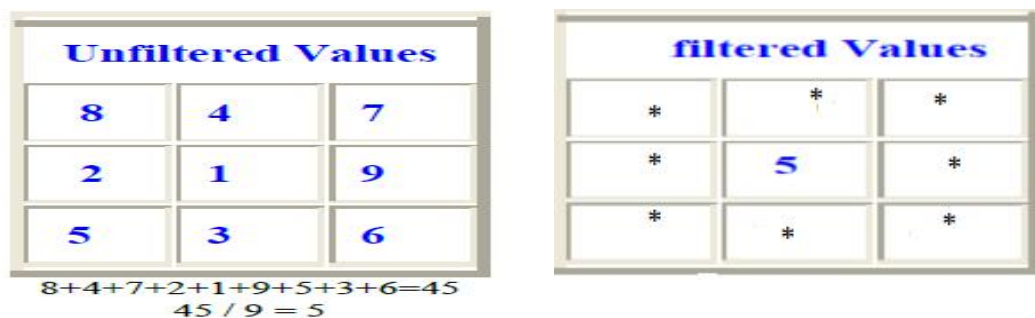 Unfiltered Values
8 4 7
2 1 9
5 3 6
8+4+7+2+1+9+5+3+6=45
45 / 9 = 5
filtered Values
* * *
* 5 *
* * *